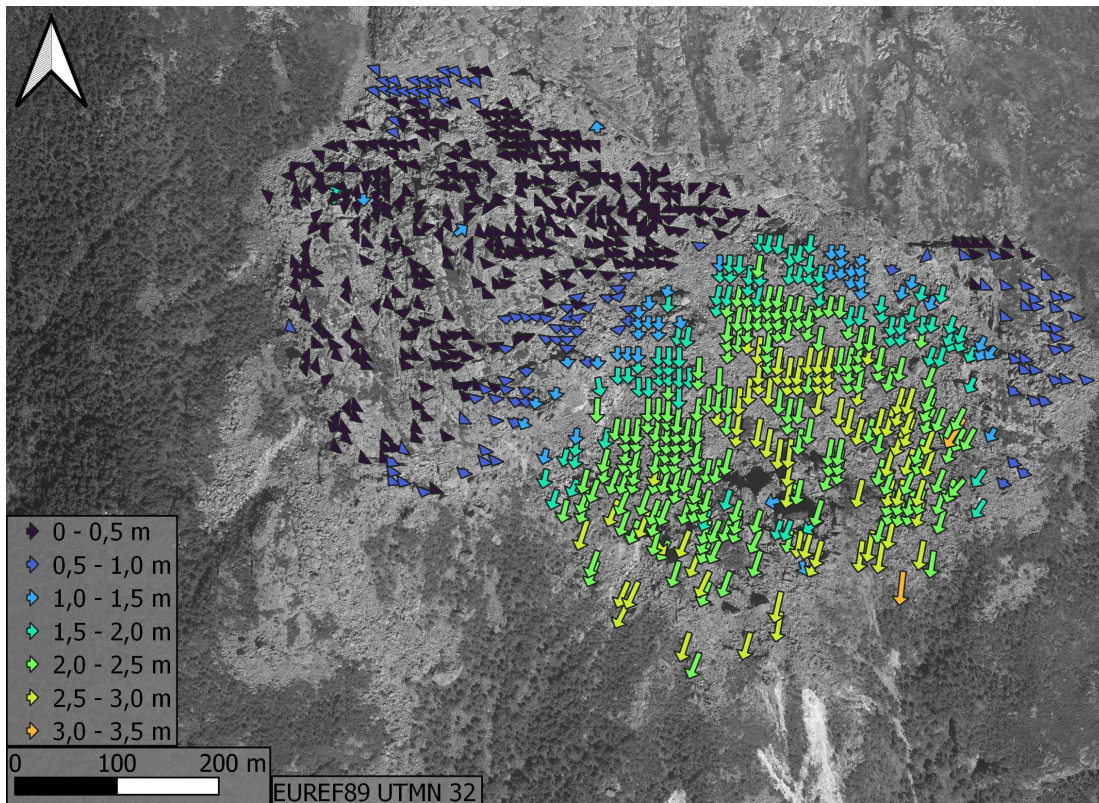 0 - 0,5 m
0,5 - 1,0 m
1,0 - 1,5 m
1,5 - 2,0 m
2,0 - 2,5 m
2,5 - 3,0 m
3,0 - 3,5 m
0 100 200 m
EUREF89 UTMN 32